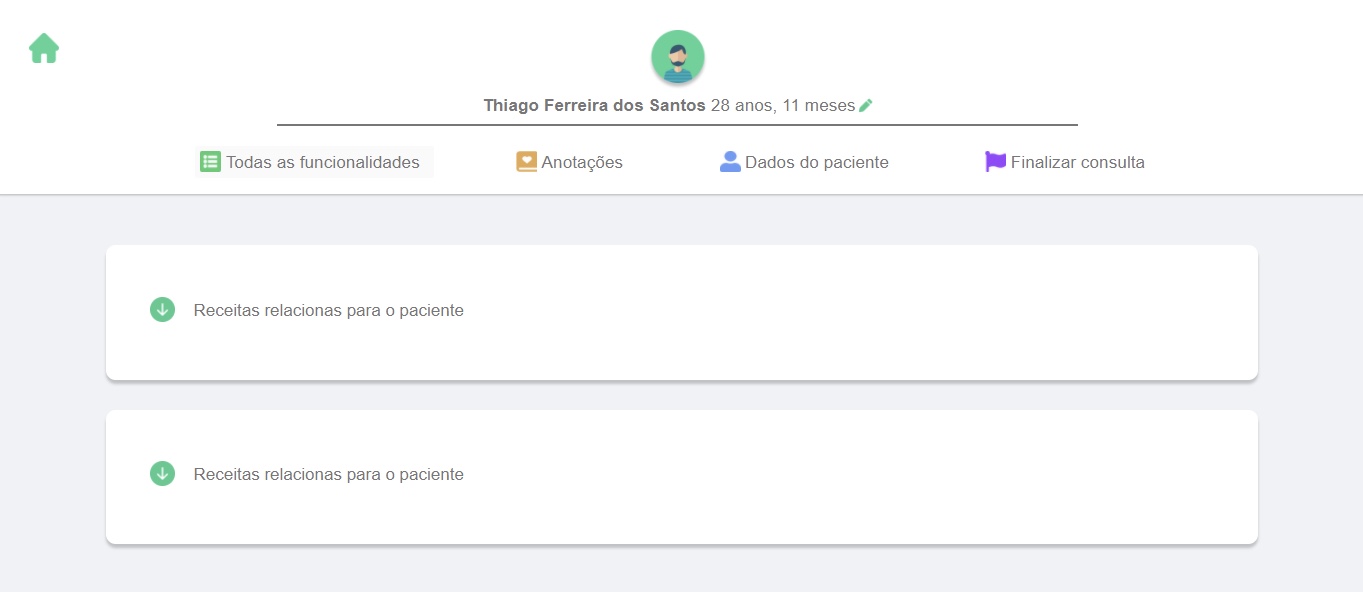 Thiago Ferreira dos Santos 28 anos, 11 meses
Todas as funcionalidades
Anotações
Dados do paciente
Finalizar consulta
Receitas relacionas para o paciente
Receitas relacionas para o paciente